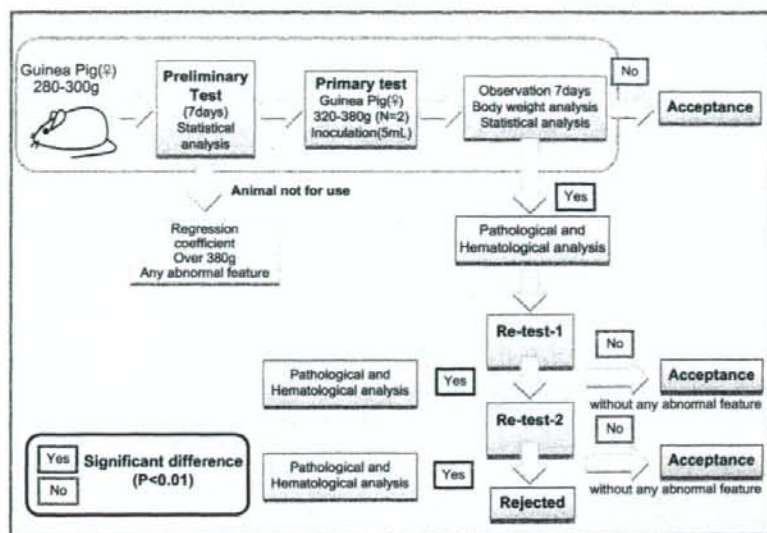 Guinea Pig(♀)
280-300g
Preliminary
Test
(7days)
Statistical
analysis
Primary test
Guinea Pig(♀)
320-380g (N=2)
Inoculation(5mL)
Observation 7days
Body weight analysis
Statistical analysis
No
Acceptance
Animal not for use
Regression
coefficient
Over 380g
Any abnormal feature
Yes
Pathological and
Hematological analysis
Re-test-1
No
Pathological and
Hematological analysis
Yes
Acceptance
without any abnormal feature
Re-test-2
No
Pathological and
Hematological analysis
Yes
Acceptance
without any abnormal feature
Rejected
Yes
No
Significant difference
(P<0.01)